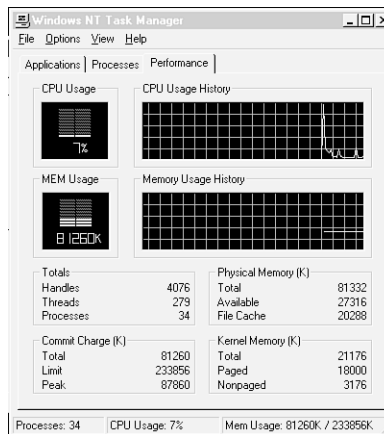 Windows NT Task Manager
File Options View Help
Applications Processes Performance
CPU Usage CPU Usage History
7%
MEM Usage Memory Usage History
81260K
Totals Physical Memory (K)
Handles 4076 Total 81332
Threads 279 Available 27316
Processes 34 File Cache 20288
Commit Charge (K) Kernel Memory (K)
Total 81260 Total 21176
Limit 233856 Paged 18000
Peak 87860 Nonpaged 3176
Processes: 34 CPU Usage: 7% Mem Usage: 81260K / 233856K